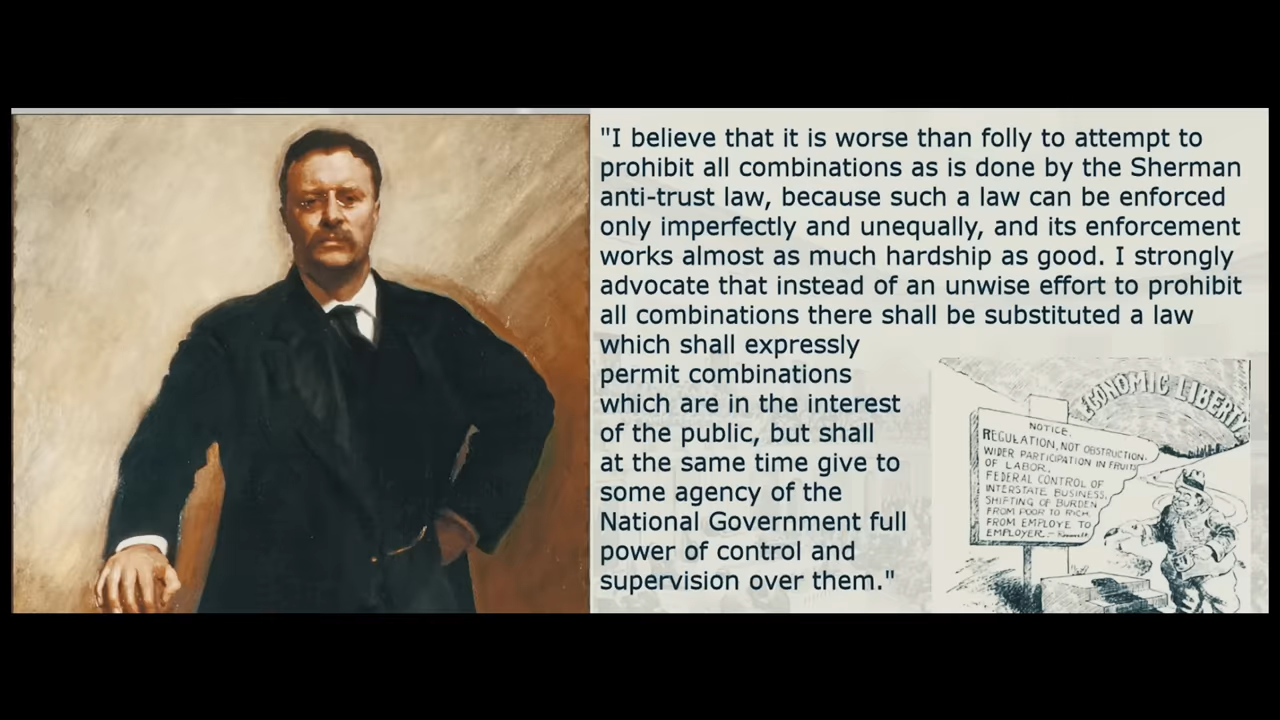 "I believe that it is worse than folly to attempt to
prohibit all combinations as is done by the Sherman
anti-trust law, because such a law can be enforced
only imperfectly and unequally, and its enforcement
works almost as much hardship as good. I strongly
advocate that instead of an unwise effort to prohibit
all combinations there shall be substituted a law
which shall expressly
permit combinations
which are in the interest
of the public, but shall
at the same time give to
some agency of the
National Government full
power of control and
supervision over them."
ECONOMIC LIBERTY
NOTICE.
REGULATION, NOT OBSTRUCTION.
WIDER PARTICIPATION IN FRUITS
OF LABOR.
FEDERAL CONTROL OF
INTERSTATE BUSINESS.
SHIFTING OF BURDEN
FROM POOR TO RICH.
FROM EMPLOYE TO
EMPLOYER.—